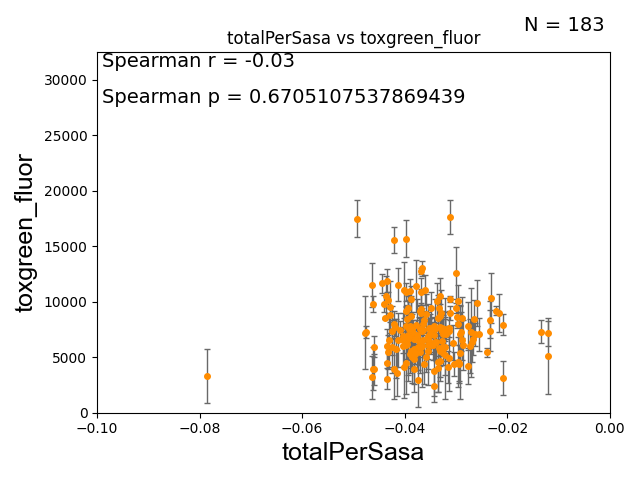 N = 183
totalPerSasa vs toxgreen_fluor
Spearman r = -0.03
Spearman p = 0.6705107537869439
toxgreen_fluor
30000
25000
20000
15000
10000
5000
0
−0.10 −0.08 −0.06 −0.04 −0.02 0.00
totalPerSasa